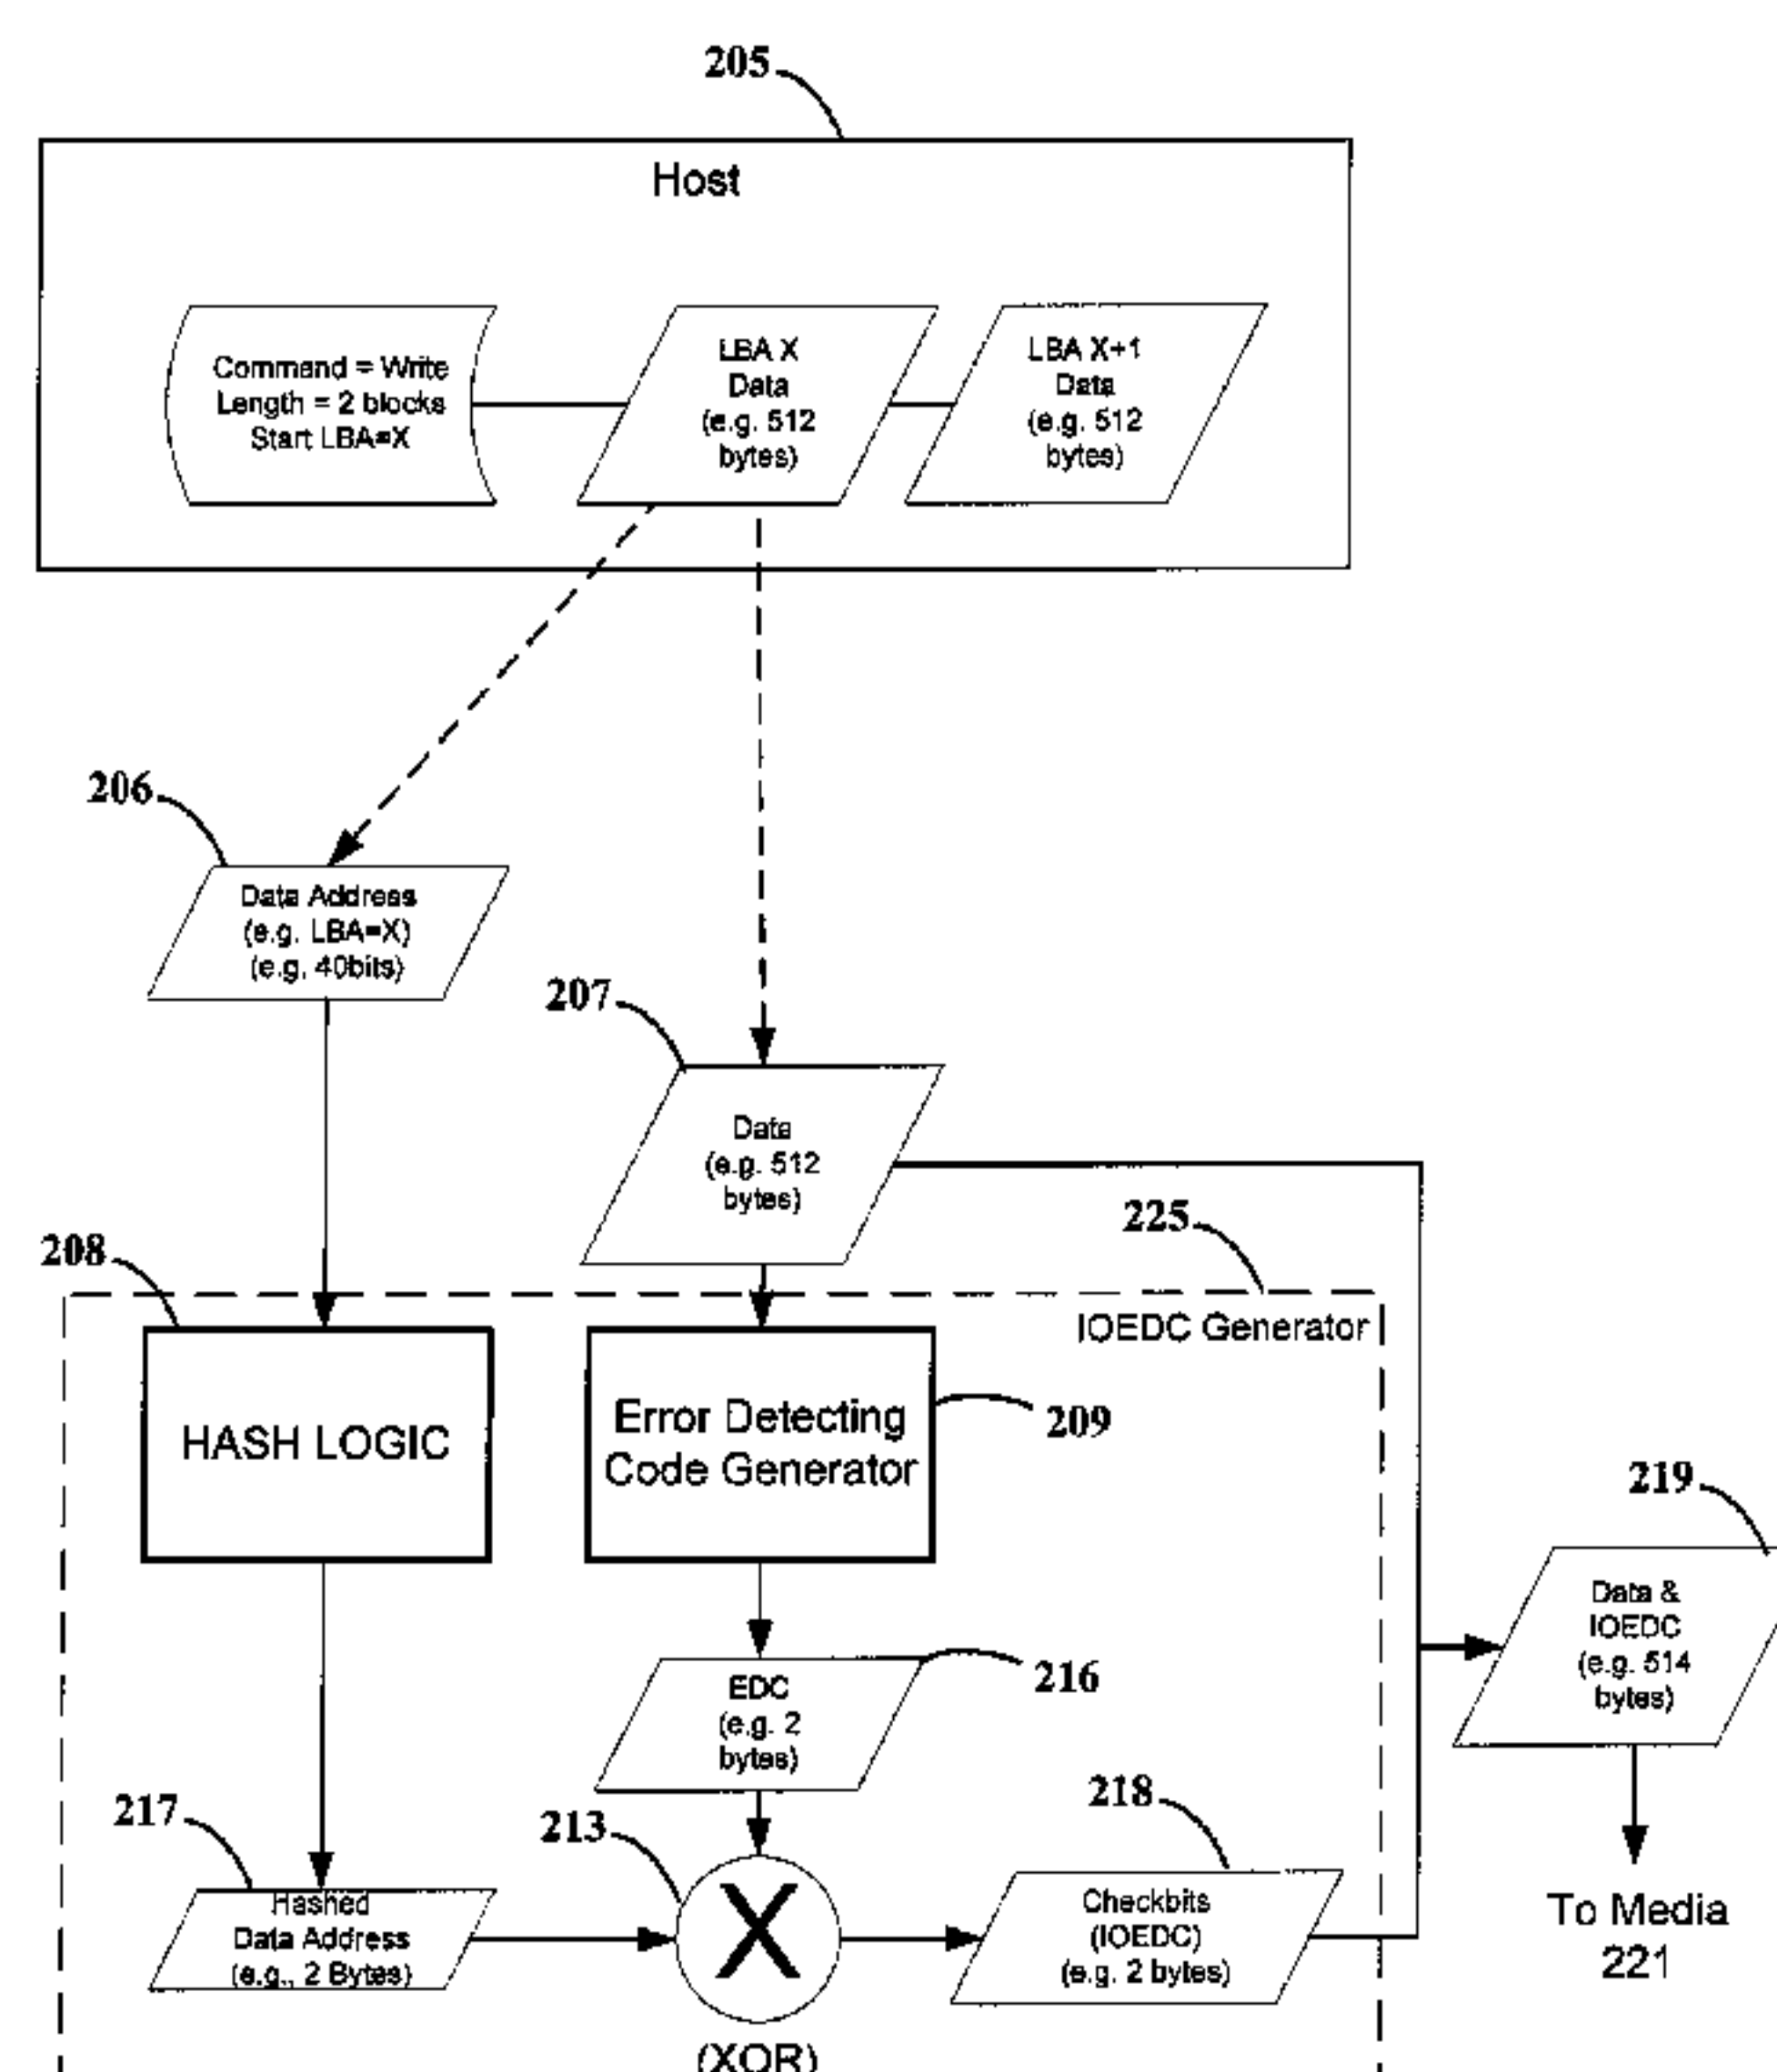 205
Host
Command = Write
Length = 2 blocks
Start LBA=X
LBA X
Data
(e.g. 512
bytes)
LBA X+1
Data
(e.g. 512
bytes)
206
Data Address
(e.g. LBA=X)
(e.g. 40bits)
207
Data
(e.g. 512
bytes)
225
208
IOEDC Generator
HASH LOGIC
Error Detecting
Code Generator
209
219
Data &
IOEDC
(e.g. 514
bytes)
EDC
(e.g. 2
bytes)
216
217
213
218
Hashed
Data Address
(e.g., 2 Bytes)
X
Checkbits
(IOEDC)
(e.g. 2 bytes)
To Media
221
(XOR)